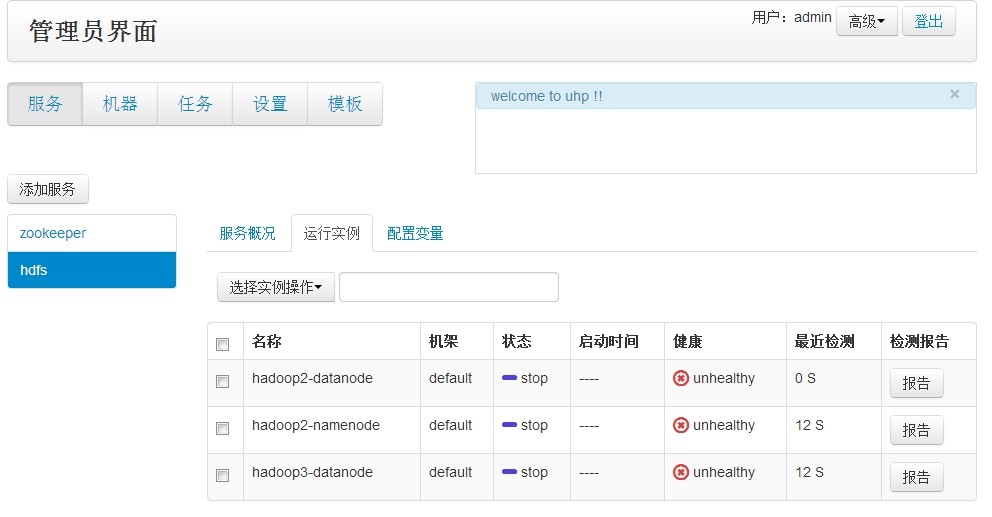 管理员界面
用户：admin 高级 登出
服务 机器 任务 设置 模板
welcome to uhp !! ×
添加服务
zookeeper
hdfs
服务概况 运行实例 配置变量
选择实例操作
名称 机架 状态 启动时间 健康 最近检测 检测报告
hadoop2-datanode default stop ---- unhealthy 0 S 报告
hadoop2-namenode default stop ---- unhealthy 12 S 报告
hadoop3-datanode default stop ---- unhealthy 12 S 报告